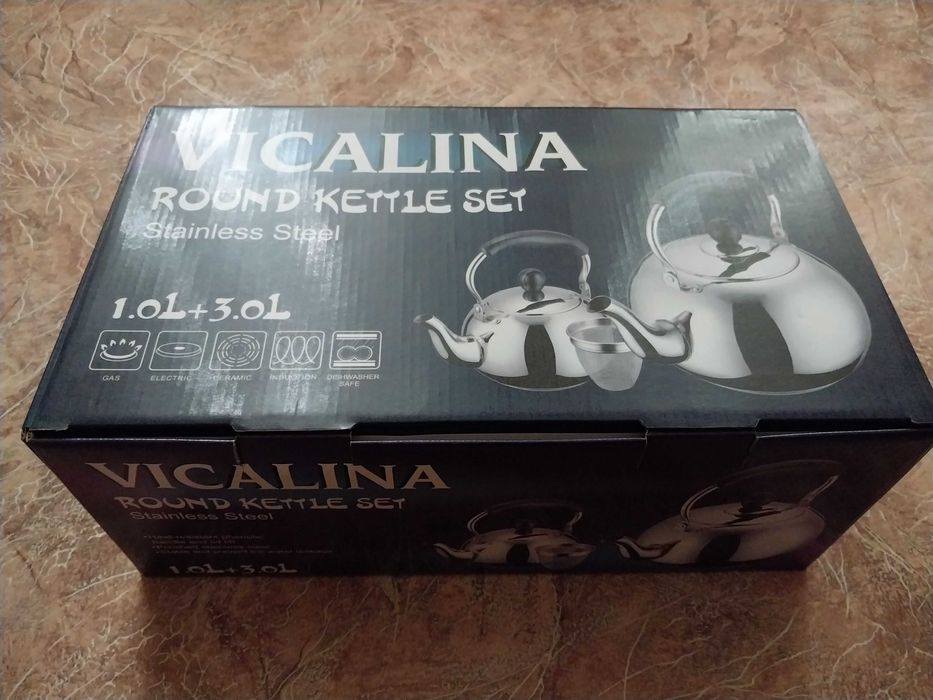 VICALINA
ROUND KETTLE SET
Stainless Steel
1.0L+3.0L
GAS
ELECTRIC
CERAMIC
INDUCTION
DISHWASHER
SAFE
VICALINA
ROUND KETTLE SET
Stainless Steel
1.0L+3.0L